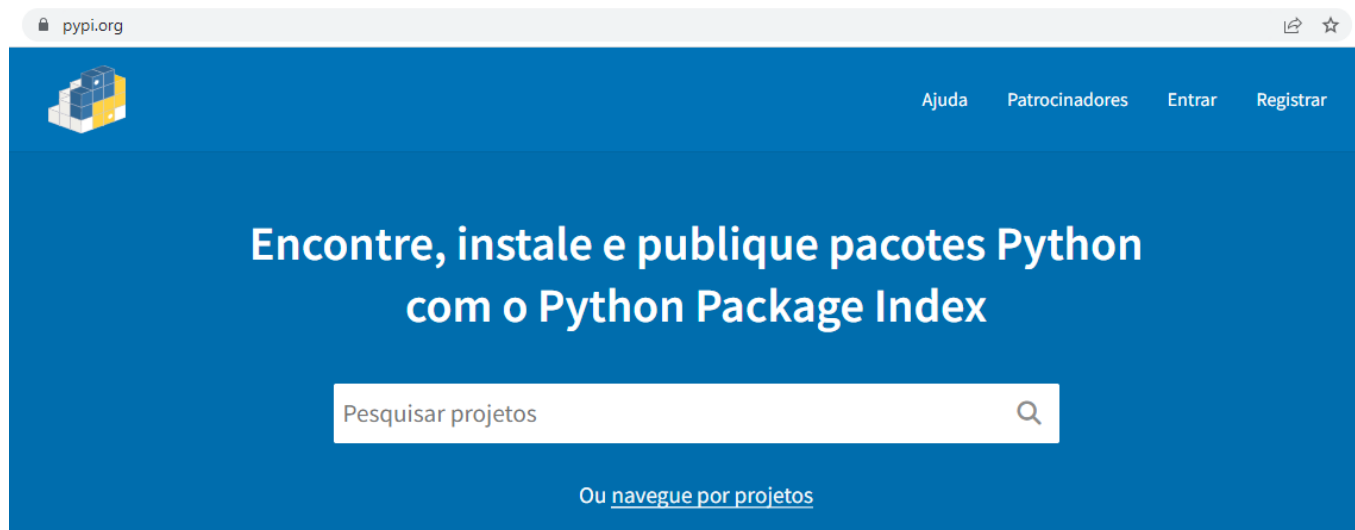 pypi.org
Ajuda Patrocinadores Entrar Registrar
Encontre, instale e publique pacotes Python
com o Python Package Index
Pesquisar projetos
Ou navegue por projetos